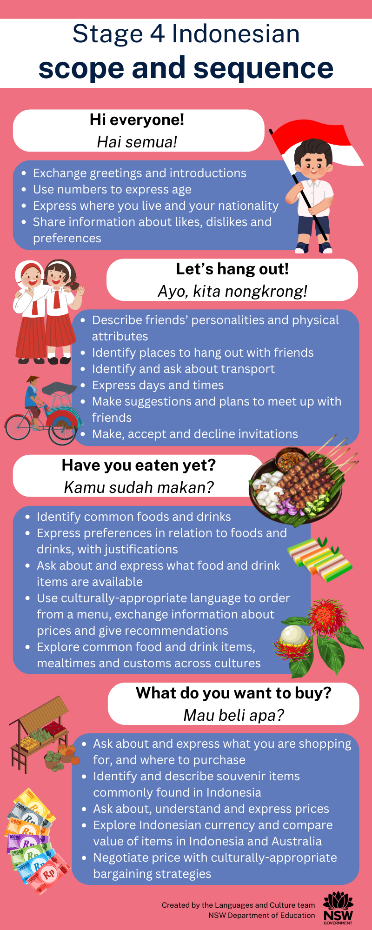 Stage 4 Indonesian
scope and sequence
Hi everyone!
Hai semua!
• Exchange greetings and introductions
• Use numbers to express age
• Express where you live and your nationality
• Share information about likes, dislikes and
preferences
Let's hang out!
Ayo, kita nongkrong!
• Describe friends' personalities and physical
attributes
• Identify places to hang out with friends
• Identify and ask about transport
• Express days and times
• Make suggestions and plans to meet up with
friends
• Make, accept and decline invitations
Have you eaten yet?
Kamu sudah makan?
• Identify common foods and drinks
• Express preferences in relation to foods and
drinks, with justifications
• Ask about and express what food and drink
items are available
• Use culturally-appropriate language to order
from a menu, exchange information about
prices and give recommendations
• Explore common food and drink items,
mealtimes and customs across cultures
What do you want to buy?
Mau beli apa?
• Ask about and express what you are shopping
for, and where to purchase
• Identify and describe souvenir items
commonly found in Indonesia
• Ask about, understand and express prices
• Explore Indonesian currency and compare
value of items in Indonesia and Australia
• Negotiate price with culturally-appropriate
bargaining strategies
Rp
Rp
Rp
Created by the Languages and Culture team
NSW Department of Education
NSW
GOVERNMENT